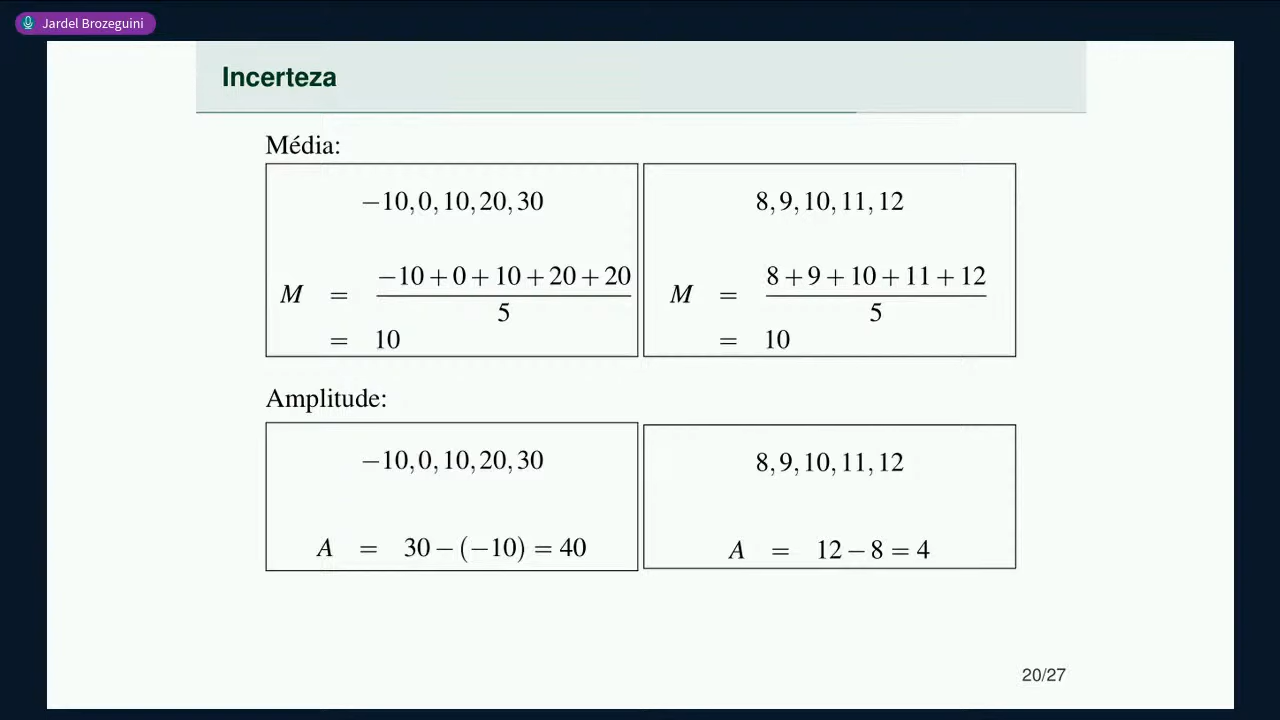 Jardel Brozeguini
Incerteza
Média:
−10,0,10,20,30
M = −10+0+10+20+20
5
= 10
8,9,10,11,12
M = 8+9+10+11+12
5
= 10
Amplitude:
−10,0,10,20,30
A = 30−(−10) = 40
8,9,10,11,12
A = 12−8 = 4
20/27